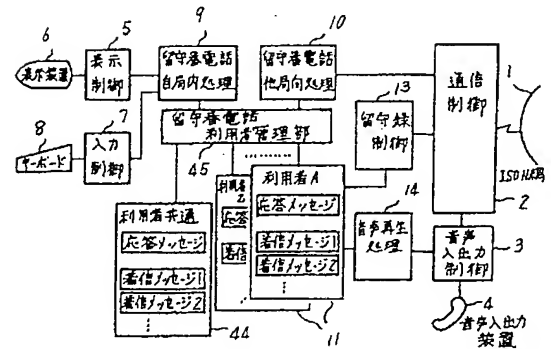 5
6
表示装置
表示
制御
9
留守番電話
自局内処理
10
留守番電話
他局向処理
通信
制御
1
ISDN網
2
8
キーボード
7
入力
制御
留守番電話
利用者管理部
45
13
留守録
制御
利用者共通
応答メッセージ
着信メッセージ1
着信メッセージ2
44
利用者
Z
応答
着信
利用者A
応答メッセージ
着信メッセージ1
着信メッセージ2
11
14
音声再生
処理
音声
入出力
制御
3
4
音声入出力
装置